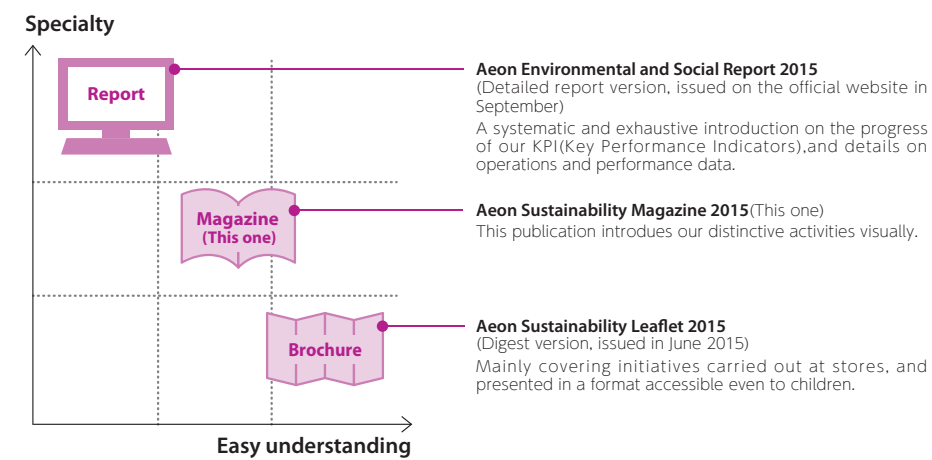 Specialty
Report
Aeon Environmental and Social Report 2015
(Detailed report version, issued on the official website in
September)
A systematic and exhaustive introduction on the progress
of our KPI(Key Performance Indicators),and details on
operations and performance data.
Magazine
(This one)
Aeon Sustainability Magazine 2015(This one)
This publication introdues our distinctive activities visually.
Brochure
Aeon Sustainability Leaflet 2015
(Digest version, issued in June 2015)
Mainly covering initiatives carried out at stores, and
presented in a format accessible even to children.
Easy understanding